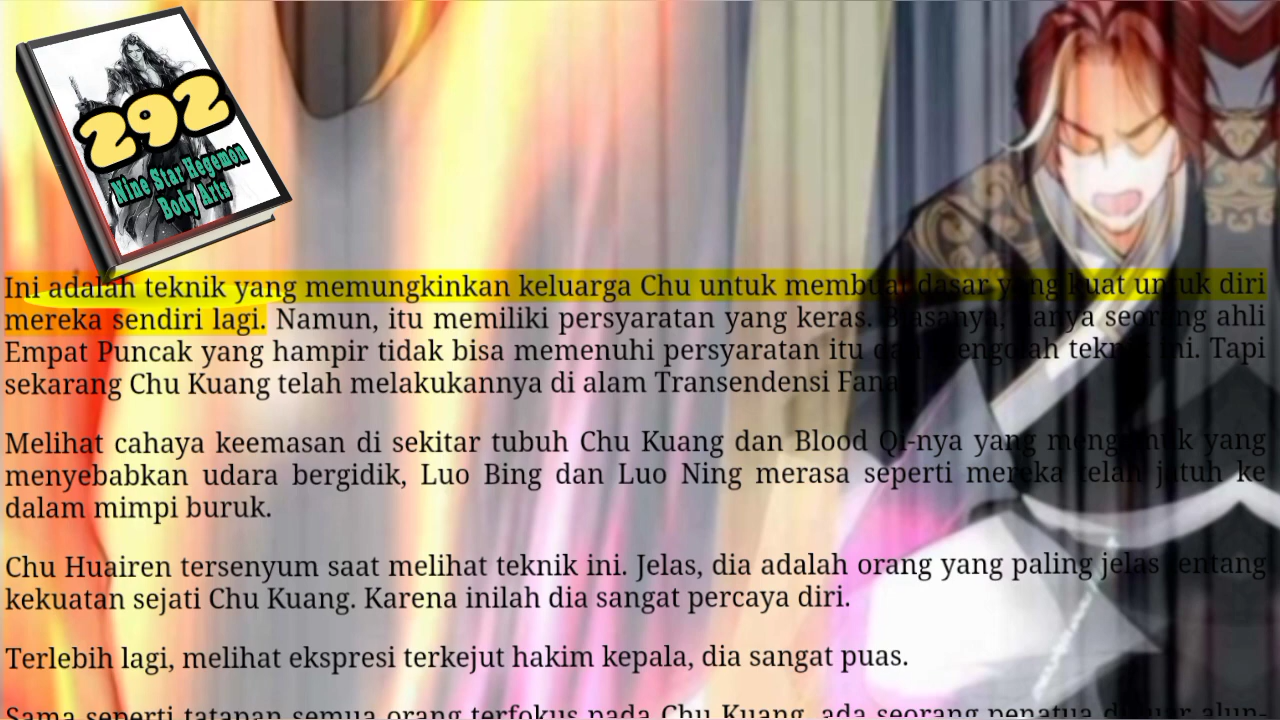 292
Nine Star Hegemon
Body Arts
Ini adalah teknik yang memungkinkan keluarga Chu untuk membuat dasar yang kuat untuk diri
mereka sendiri lagi. Namun, itu memiliki persyaratan yang keras. Biasanya, hanya seorang ahli
Empat Puncak yang hampir tidak bisa memenuhi persyaratan itu dan mengolah teknik ini. Tapi
sekarang Chu Kuang telah melakukannya di alam Transendensi Fana.
Melihat cahaya keemasan di sekitar tubuh Chu Kuang dan Blood Qi-nya yang mengamuk yang
menyebabkan udara bergidik, Luo Bing dan Luo Ning merasa seperti mereka telah jatuh ke
dalam mimpi buruk.
Chu Huairen tersenyum saat melihat teknik ini. Jelas, dia adalah orang yang paling jelas tentang
kekuatan sejati Chu Kuang. Karena inilah dia sangat percaya diri.
Terlebih lagi, melihat ekspresi terkejut hakim kepala, dia sangat puas.
Sama seperti tatapan semua orang terfokus pada Chu Kuang, ada seorang penatua di luar alun-